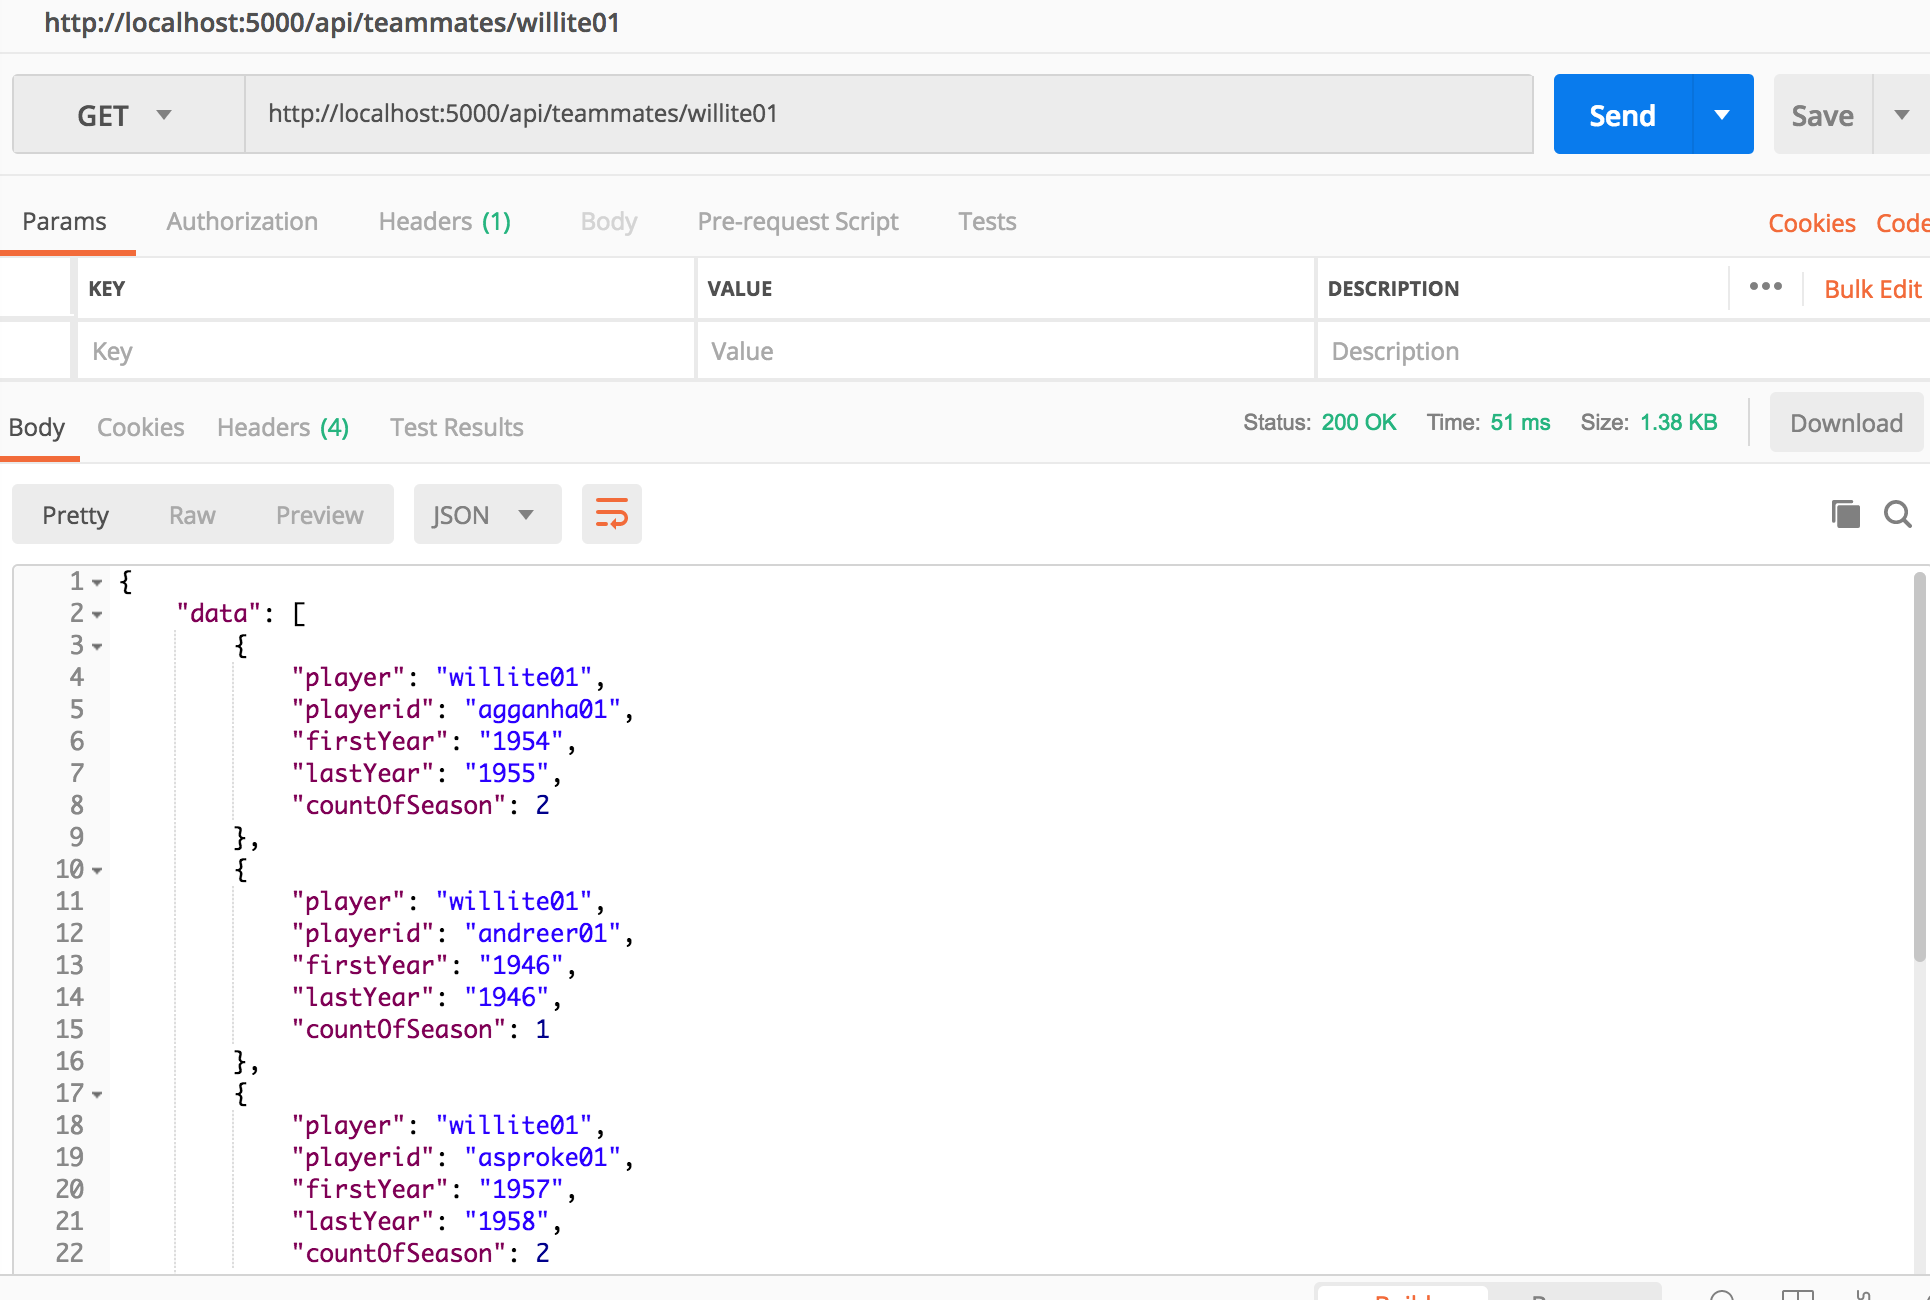 http://localhost:5000/api/teammates/willite01
GET http://localhost:5000/api/teammates/willite01 Send Save
Params Authorization Headers (1) Body Pre-request Script Tests Cookies Code
KEY VALUE DESCRIPTION ••• Bulk Edit
Key Value Description
Body Cookies Headers (4) Test Results Status: 200 OK Time: 51 ms Size: 1.38 KB Download
Pretty Raw Preview JSON
1 {
2 "data": [
3 {
4 "player": "willite01",
5 "playerid": "agganha01",
6 "firstYear": "1954",
7 "lastYear": "1955",
8 "countOfSeason": 2
9 },
10 {
11 "player": "willite01",
12 "playerid": "andreer01",
13 "firstYear": "1946",
14 "lastYear": "1946",
15 "countOfSeason": 1
16 },
17 {
18 "player": "willite01",
19 "playerid": "asproke01",
20 "firstYear": "1957",
21 "lastYear": "1958",
22 "countOfSeason": 2